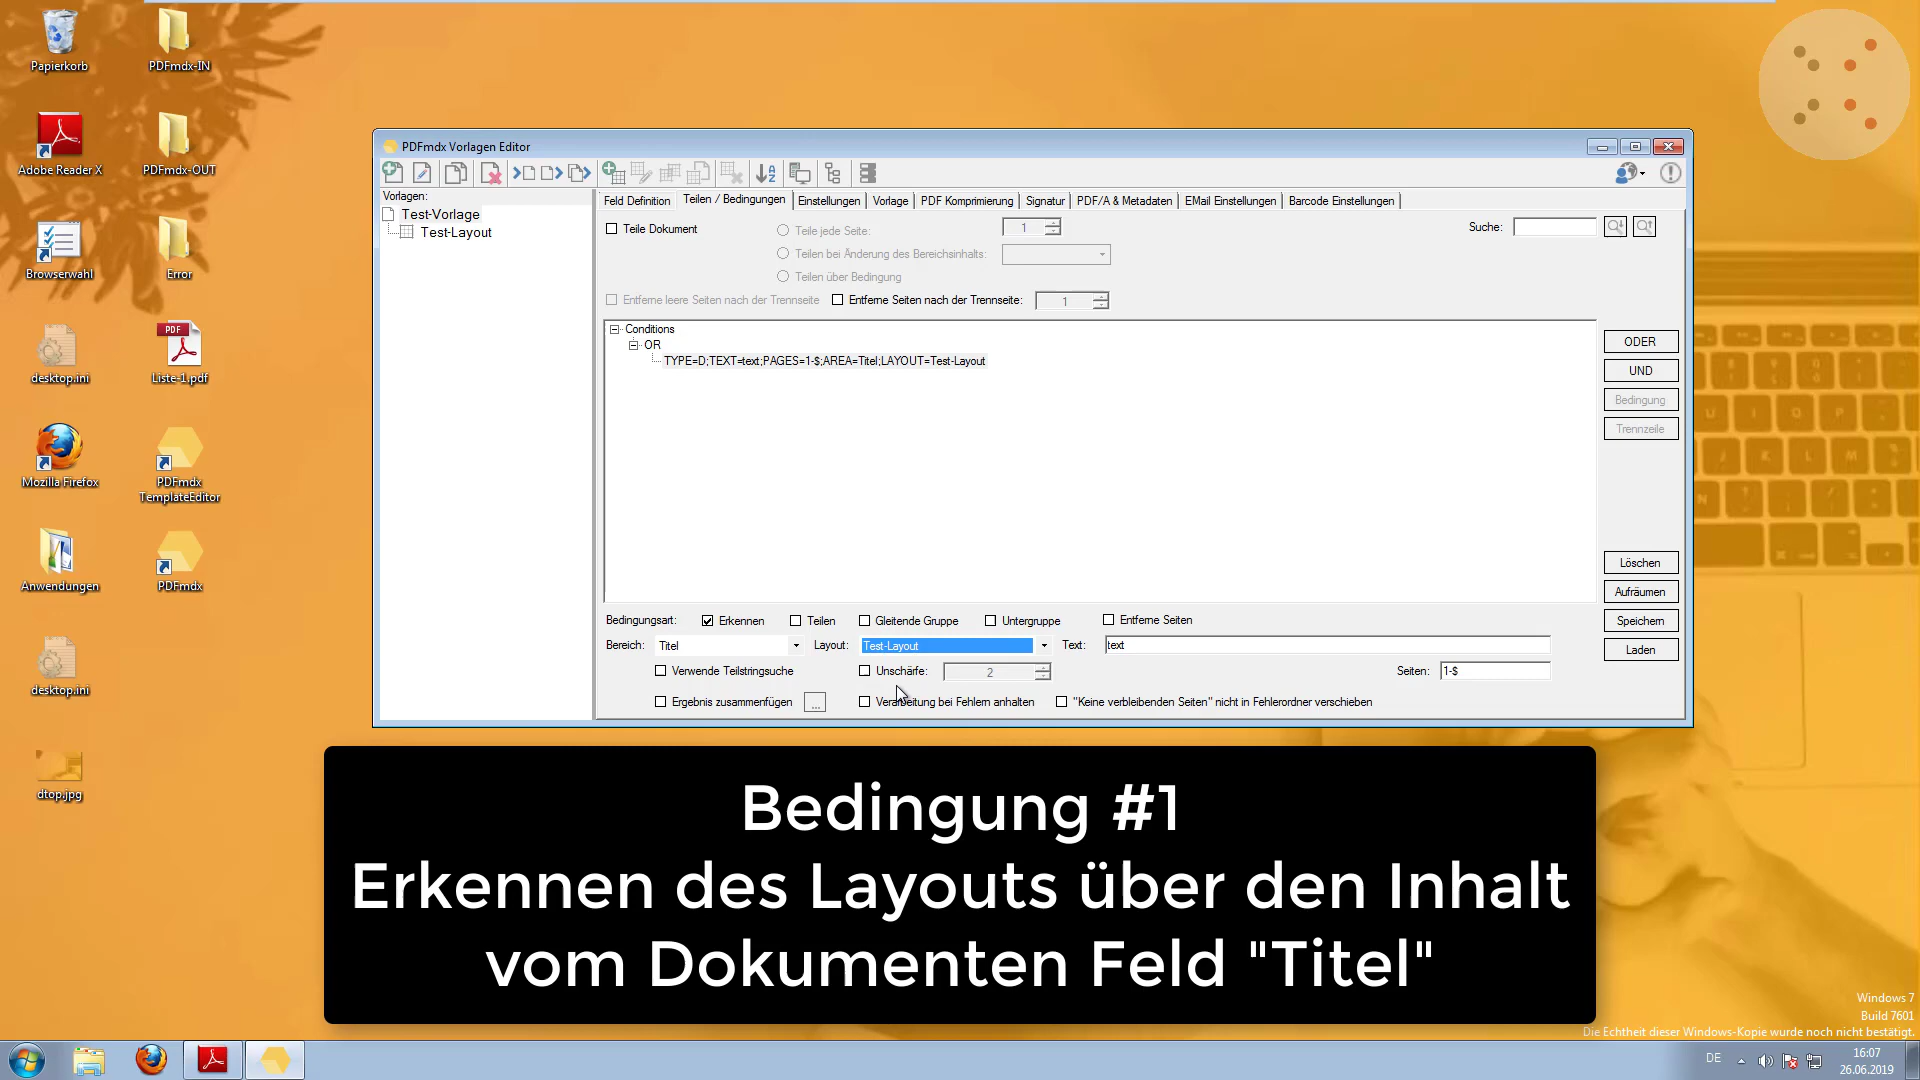 Papierkorb
PDFmdx-IN
Adobe Reader X
PDFmdx-OUT
Browserwahl
Error
desktop.ini
PDF
Liste-1.pdf
Mozilla Firefox
PDFmdx
TemplateEditor
Anwendungen
PDFmdx
desktop.ini
dtop.jpg
PDFmdx Vorlagen Editor
Vorlagen:
Test-Vorlage
Test-Layout
Feld Definition
Teilen / Bedingungen
Einstellungen
Vorlage
PDF Komprimierung
Signatur
PDF/A & Metadaten
EMail Einstellungen
Barcode Einstellungen
Teile Dokument
Teile jede Seite:
1
Suche:
Teilen bei Änderung des Bereichsinhalts:
Teilen über Bedingung
Entferne leere Seiten nach der Trennseite
Entferne Seiten nach der Trennseite:
1
Conditions
OR
TYPE=D;TEXT=text;PAGES=1-$;AREA=Titel;LAYOUT=Test-Layout
ODER
UND
Bedingung
Trennzeile
Löschen
Aufräumen
Speichern
Laden
Bedingungsart:
Erkennen
Teilen
Gleitende Gruppe
Untergruppe
Entferne Seiten
Bereich:
Titel
Layout:
Test-Layout
Text:
text
Verwende Teilstringsuche
Unschärfe:
2
Seiten:
1-$
Ergebnis zusammenfügen
...
Verarbeitung bei Fehlern anhalten
"Keine verbleibenden Seiten" nicht in Fehlerordner verschieben
Bedingung #1
Erkennen des Layouts über den Inhalt
vom Dokumenten Feld "Titel"
Windows 7
Build 7601
Die Echtheit dieser Windows-Kopie wurde noch nicht bestätigt.
DE
16:07
26.06.2019